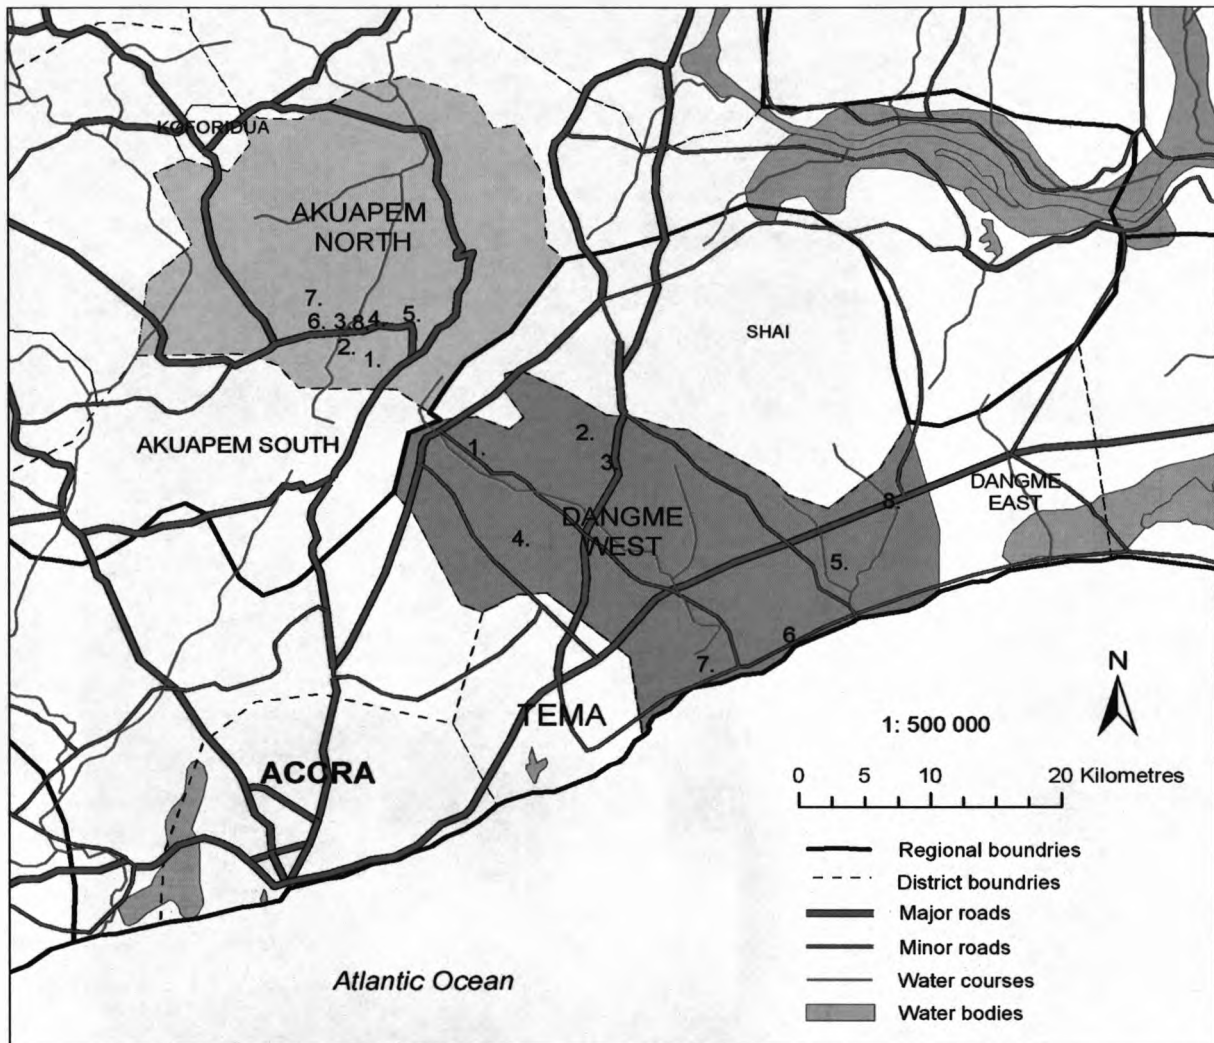 KOFORIDUA
AKUAPEM
NORTH
7.
6. 3. 8. 4. 5.
2. 1.
SHAI
AKUAPEM SOUTH
1. 2.
3.
DANGME
EAST
8.
DANGME
WEST
4.
5.
6
7.
N
TEMA
1: 500 000
ACCRA
0 5 10 20 Kilometres
Regional boundries
District boundries
Major roads
Minor roads
Water courses
Water bodies
Atlantic Ocean